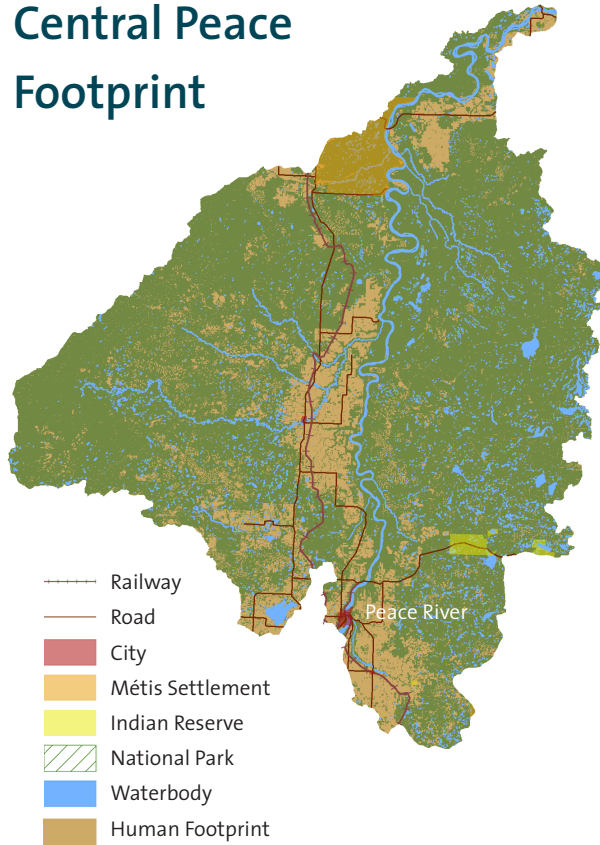 Central Peace
Footprint
Peace River
Railway
Road
City
Métis Settlement
Indian Reserve
National Park
Waterbody
Human Footprint